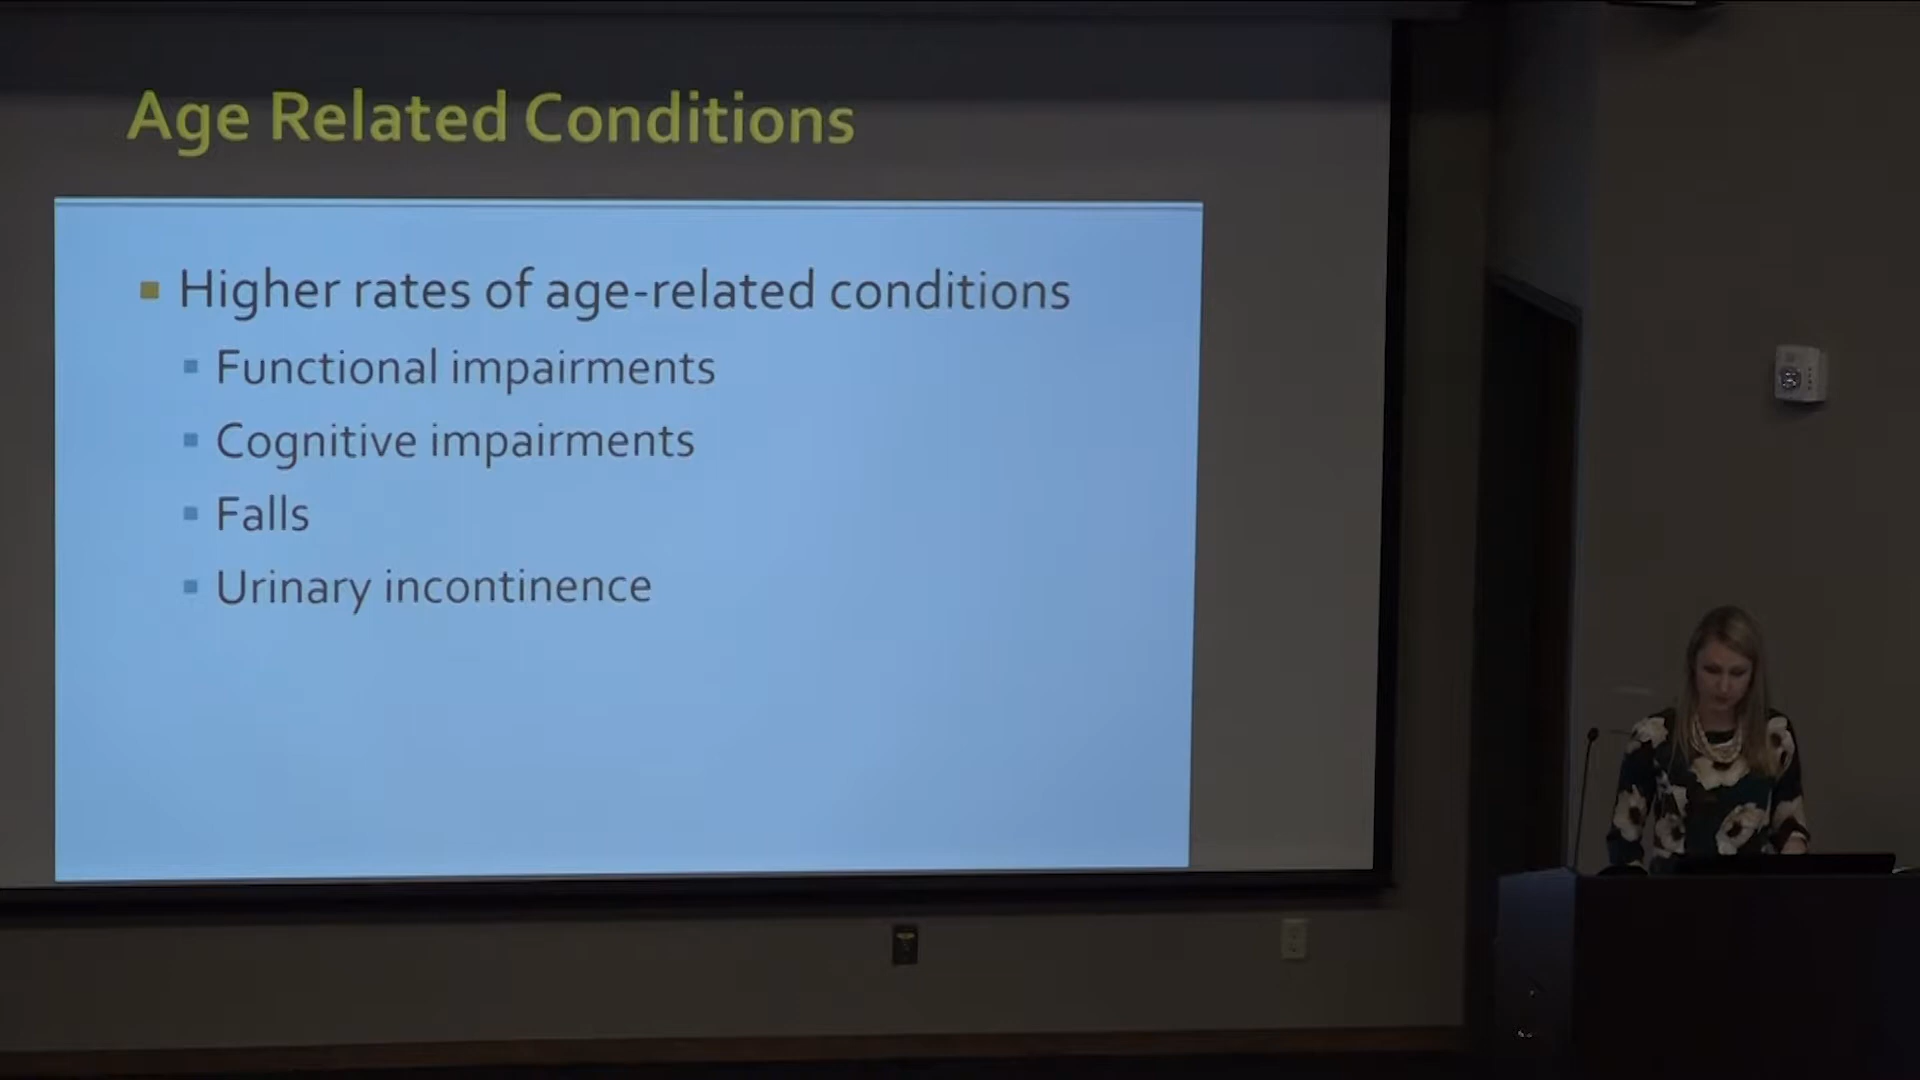 Age Related Conditions
Higher rates of age-related conditions
Functional impairments
Cognitive impairments
Falls
Urinary incontinence